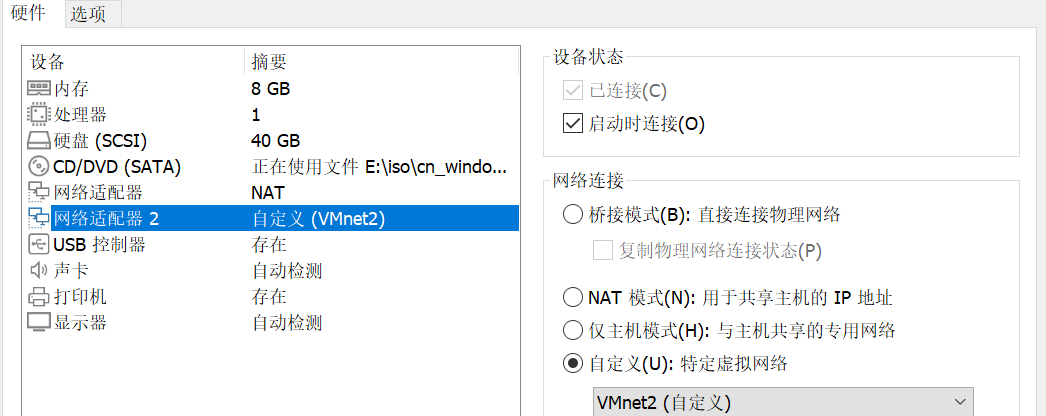 硬件 选项
设备 摘要
内存 8 GB
处理器 1
硬盘 (SCSI) 40 GB
CD/DVD (SATA) 正在使用文件 E:\iso\cn_windo...
网络适配器 NAT
网络适配器 2 自定义 (VMnet2)
USB 控制器 存在
声卡 自动检测
打印机 存在
显示器 自动检测
设备状态
已连接(C)
启动时连接(O)
网络连接
桥接模式(B): 直接连接物理网络
复制物理网络连接状态(P)
NAT 模式(N): 用于共享主机的 IP 地址
仅主机模式(H): 与主机共享的专用网络
自定义(U): 特定虚拟网络
VMnet2 (自定义)